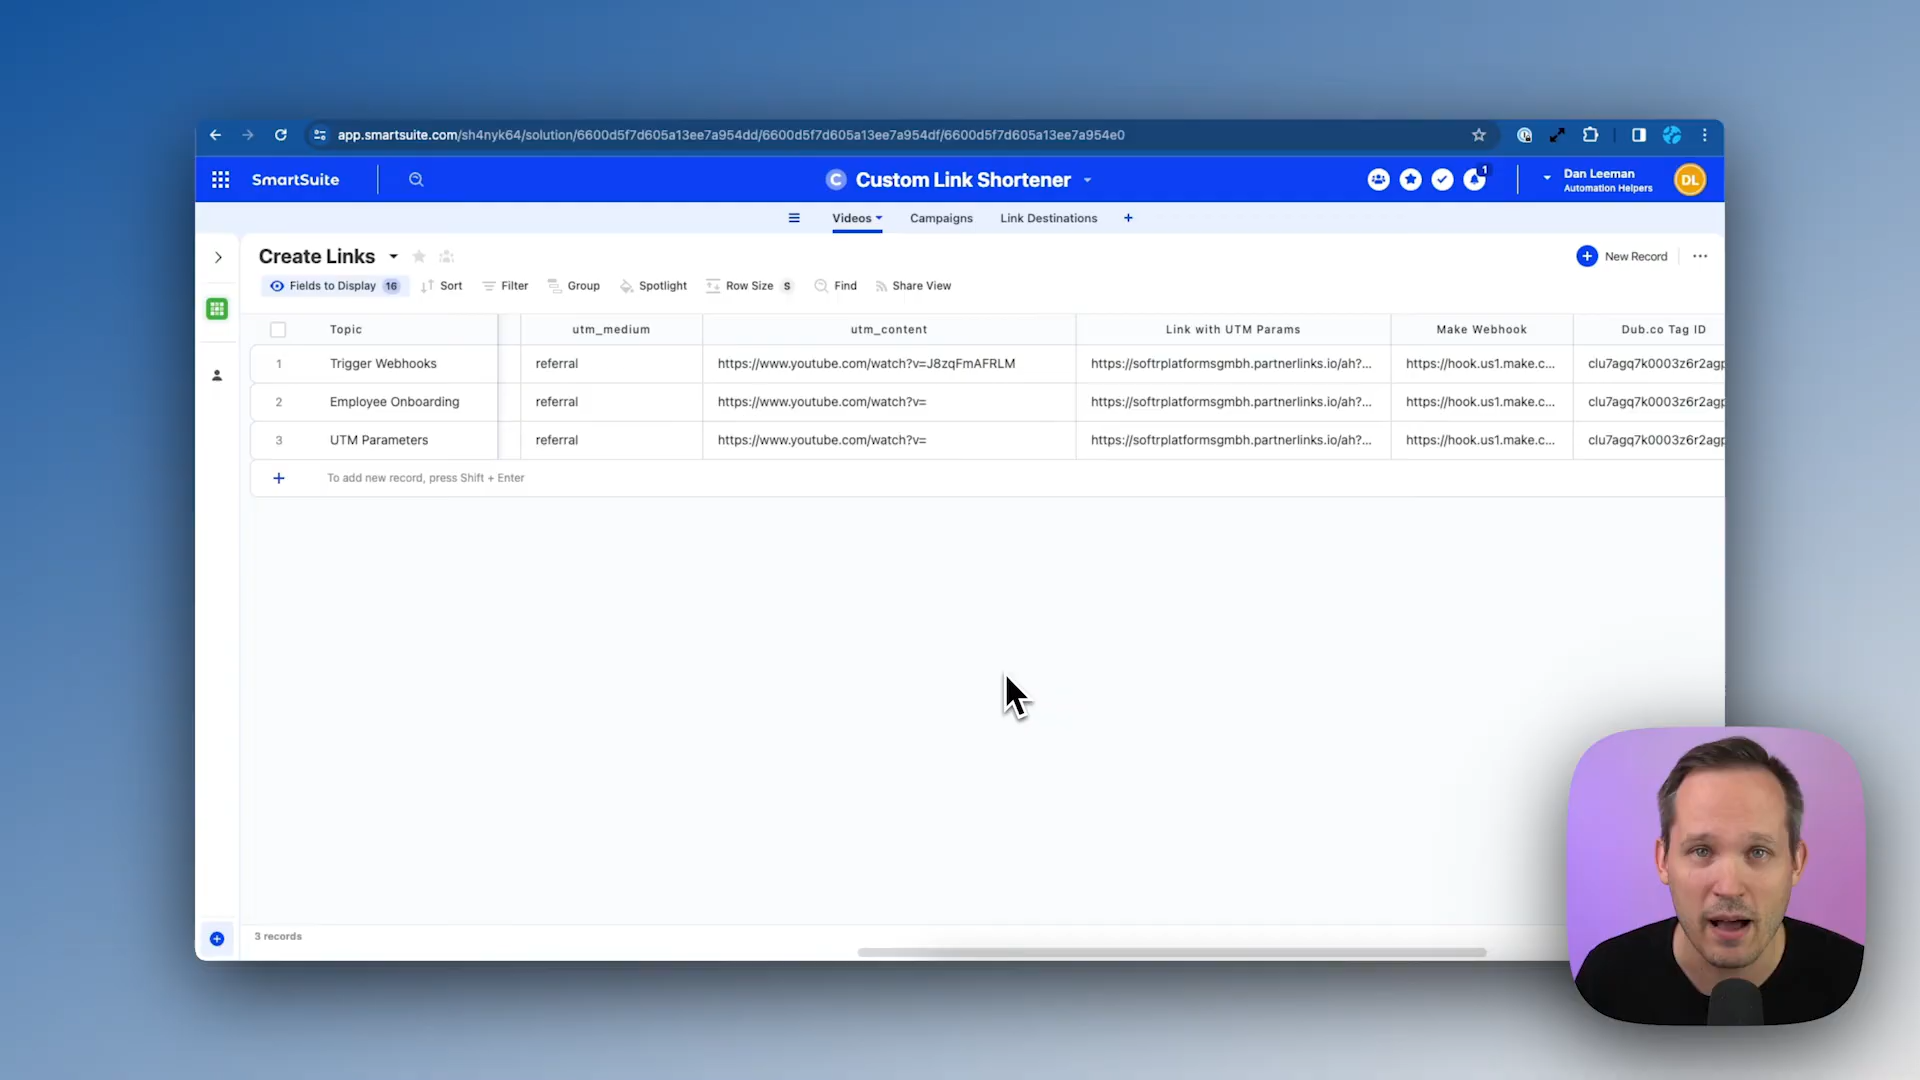 app.smartsuite.com/sh4nyk64/solution/6600d5f7d605a13ee7a954dd/6600d5f7d605a13ee7a954df/6600d5f7d605a13ee7a954e0
SmartSuite
C Custom Link Shortener
1
Dan Leeman
Automation Helpers
DL
Videos Campaigns Link Destinations
Create Links
New Record
Fields to Display 16 Sort Filter Group Spotlight Row Size S Find Share View
Topic utm_medium utm_content Link with UTM Params Make Webhook Dub.co Tag ID
1 Trigger Webhooks referral https://www.youtube.com/watch?v=J8zqFmAFRLM https://softrplatformsgmbh.partnerlinks.io/ah?... https://hook.us1.make.c... clu7agq7k0003z6r2agp
2 Employee Onboarding referral https://www.youtube.com/watch?v= https://softrplatformsgmbh.partnerlinks.io/ah?... https://hook.us1.make.c... clu7agq7k0003z6r2agp
3 UTM Parameters referral https://www.youtube.com/watch?v= https://softrplatformsgmbh.partnerlinks.io/ah?... https://hook.us1.make.c... clu7agq7k0003z6r2agp
To add new record, press Shift + Enter
3 records